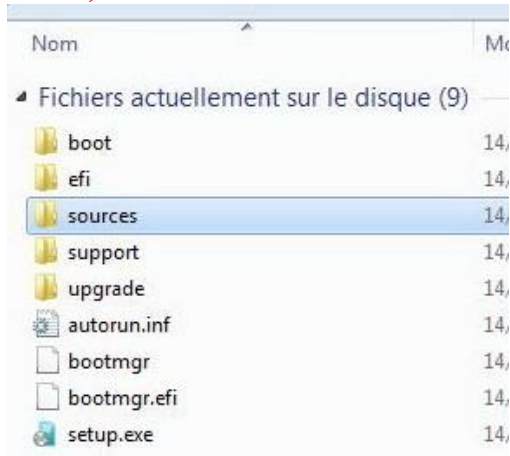 Nom
Fichiers actuellement sur le disque (9)
boot 14/
efi 14/
sources 14/
support 14/
upgrade 14/
autorun.inf 14/
bootmgr 14/
bootmgr.efi 14/
setup.exe 14/